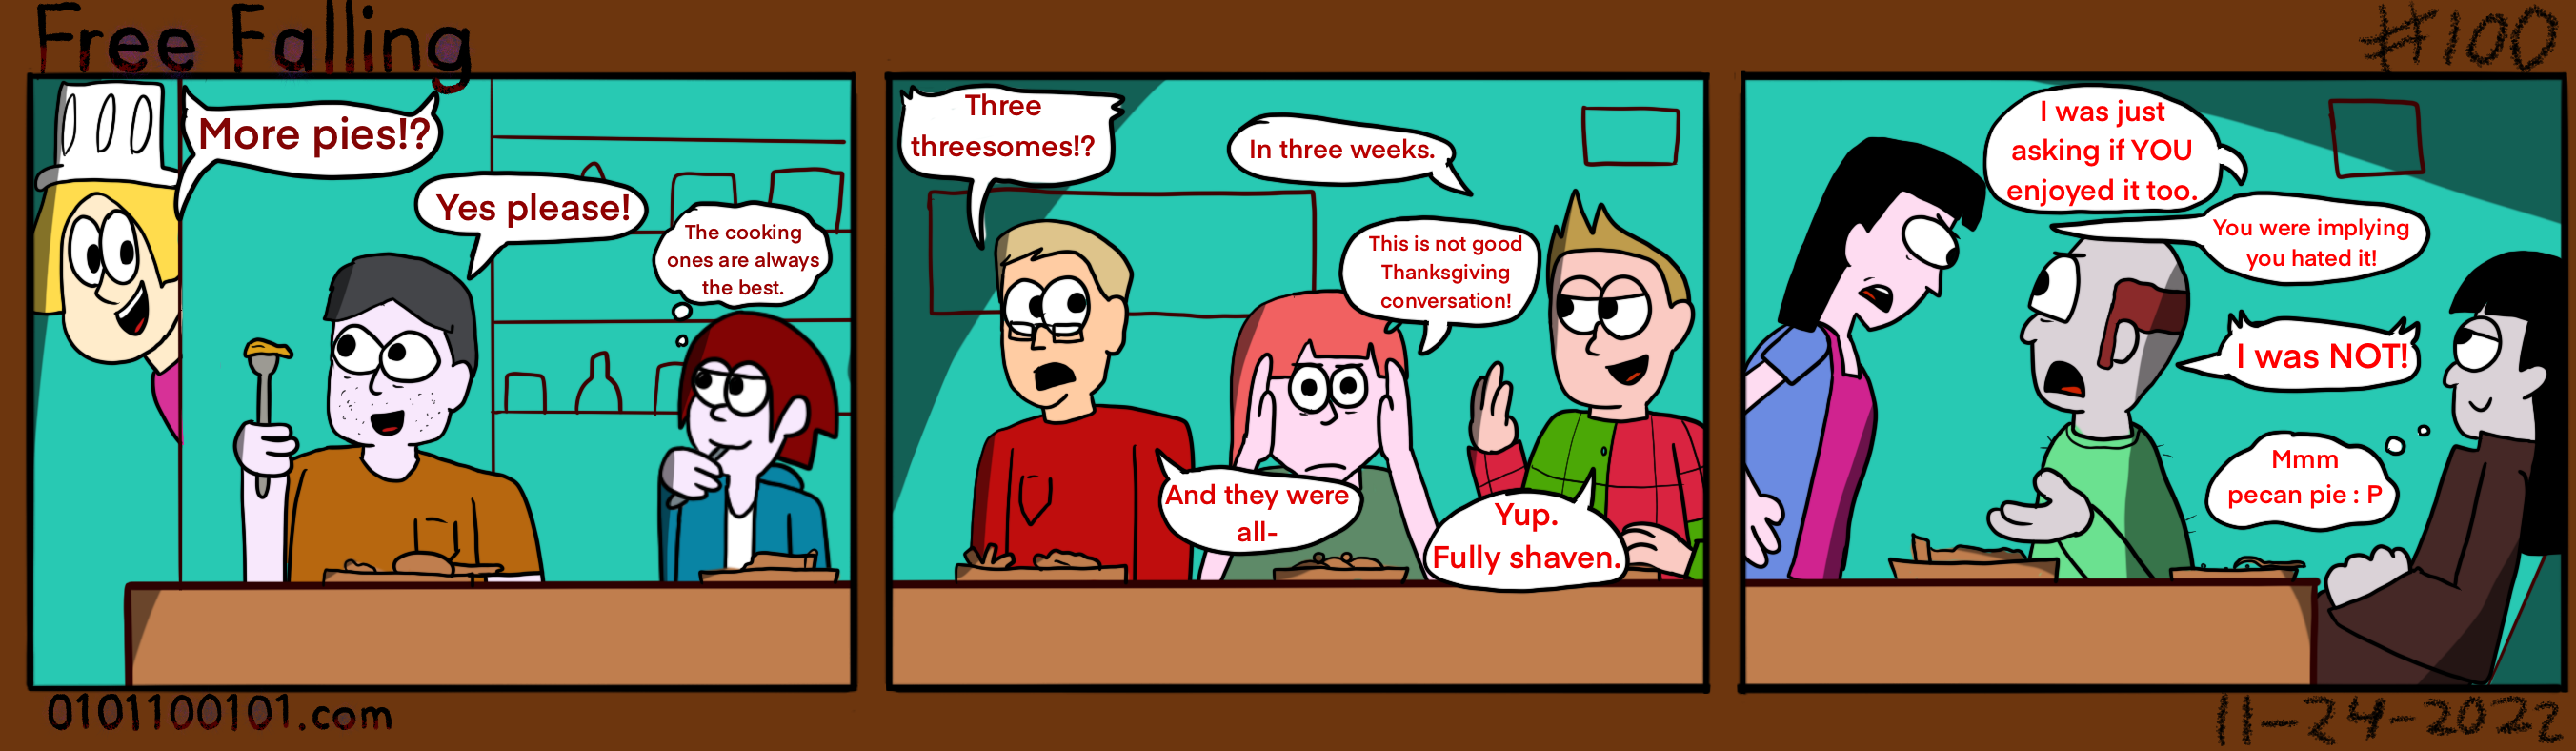 Free Falling
#100
More pies!?
Yes please!
The cooking
ones are always
the best.
Three
threesomes!?
In three weeks.
This is not good
Thanksgiving
conversation!
And they were
all-
Yup.
Fully shaven.
I was just
asking if YOU
enjoyed it too.
You were implying
you hated it!
I was NOT!
Mmm
pecan pie : P
0101100101.com
11-24-2022